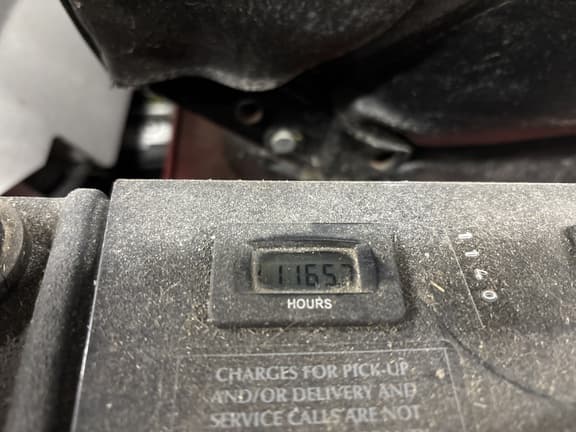 1165.7
HOURS
1140
CHARGES FOR PICK-UP
AND/OR DELIVERY AND
SERVICE CALLS ARE NOT